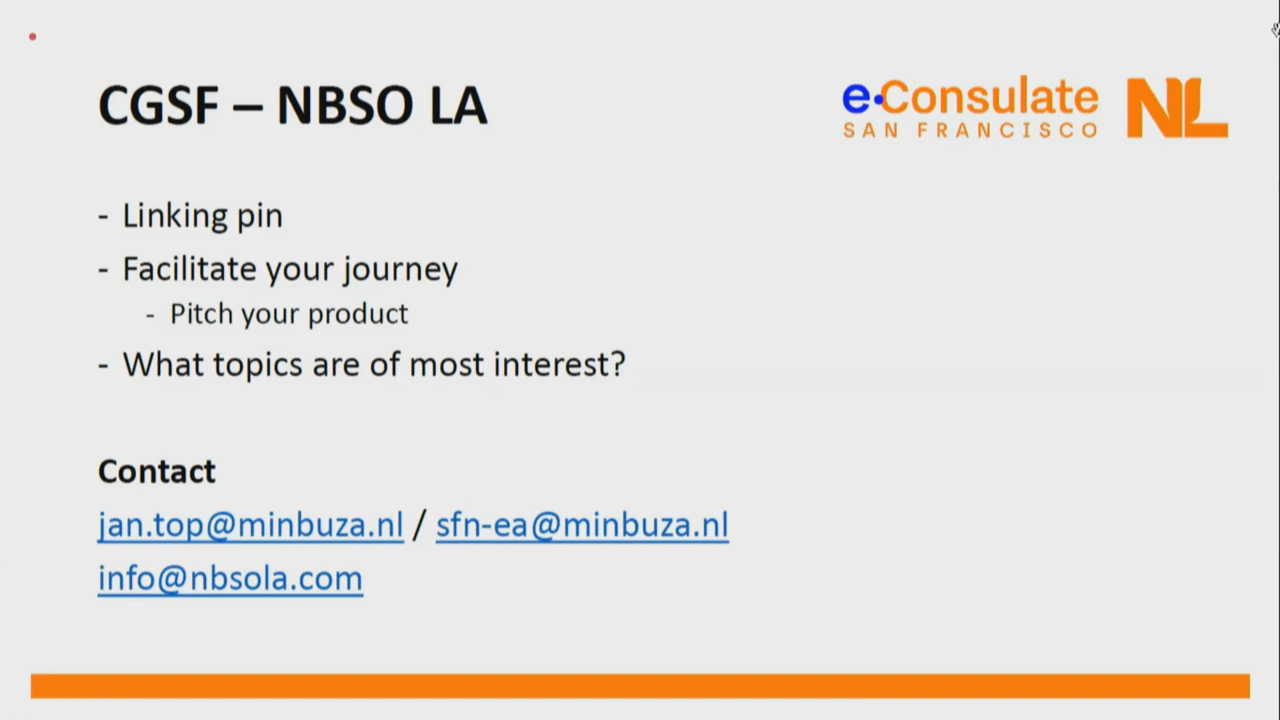 CGSF – NBSO LA
e·Consulate
SAN FRANCISCO
NL
- Linking pin
- Facilitate your journey
- Pitch your product
- What topics are of most interest?
Contact
jan.top@minbuza.nl / sfn-ea@minbuza.nl
info@nbsola.com